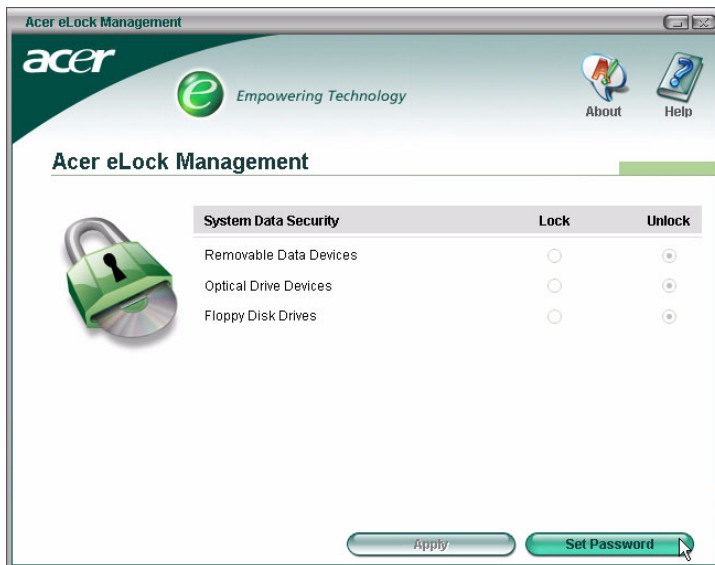 Acer eLock Management
acer
e Empowering Technology
About
Help
Acer eLock Management
System Data Security Lock Unlock
Removable Data Devices
Optical Drive Devices
Floppy Disk Drives
Apply
Set Password